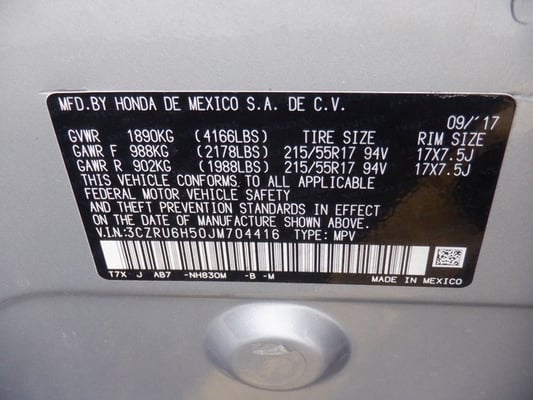 MFD.BY HONDA DE MEXICO S.A. DE C.V. 09/'17
GVWR 1890KG (4166LBS) TIRE SIZE RIM SIZE
GAWR F 988KG (2178LBS) 215/55R17 94V 17X7.5J
GAWR R 902KG (1988LBS) 215/55R17 94V 17X7.5J
THIS VEHICLE CONFORMS TO ALL APPLICABLE
FEDERAL MOTOR VEHICLE SAFETY
AND THEFT PREVENTION STANDARDS IN EFFECT
ON THE DATE OF MANUFACTURE SHOWN ABOVE.
V.I.N:3CZRU6H50JM704416 TYPE: MPV
T7X J AB7 -NH830M -B -M MADE IN MEXICO